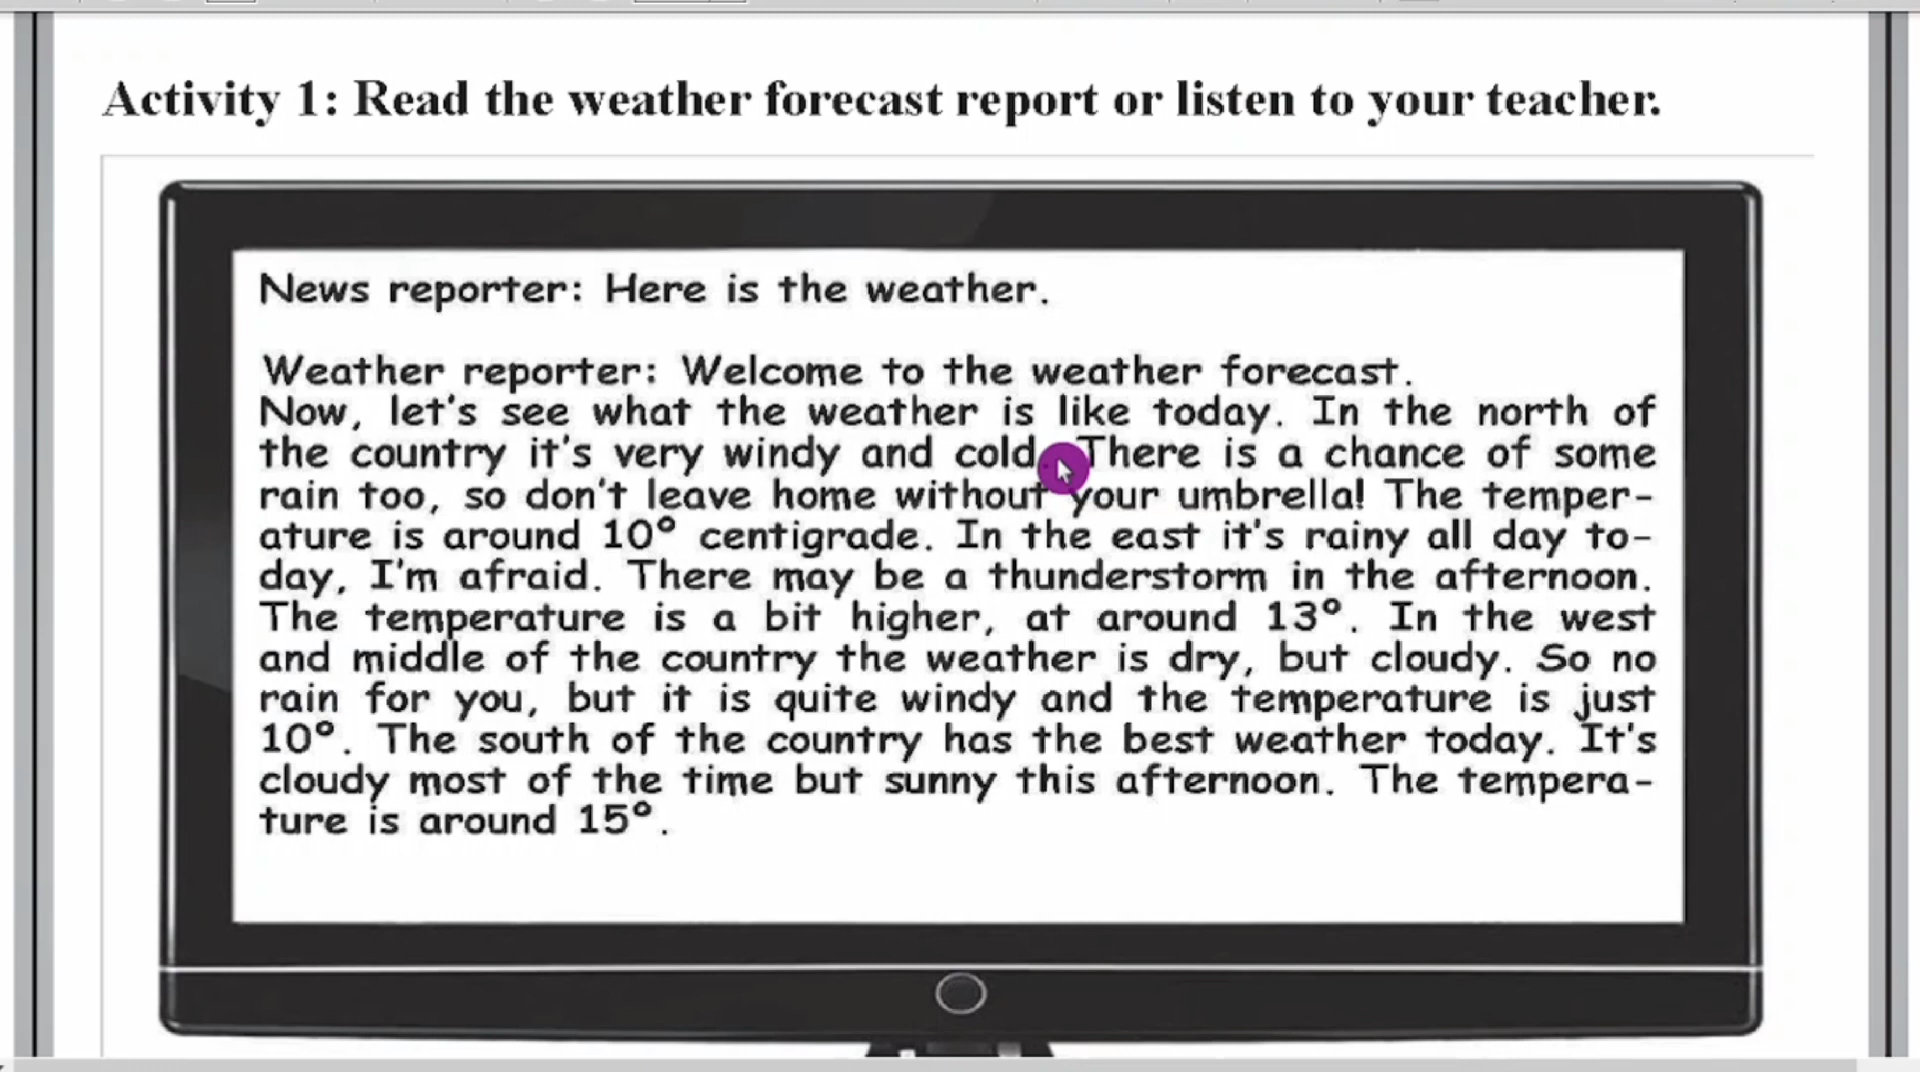 Activity 1: Read the weather forecast report or listen to your teacher.
News reporter: Here is the weather.
Weather reporter: Welcome to the weather forecast.
Now, let's see what the weather is like today. In the north of
the country it's very windy and cold. There is a chance of some
rain too, so don't leave home without your umbrella! The temper-
ature is around 10° centigrade. In the east it's rainy all day to-
day, I'm afraid. There may be a thunderstorm in the afternoon.
The temperature is a bit higher, at around 13°. In the west
and middle of the country the weather is dry, but cloudy. So no
rain for you, but it is quite windy and the temperature is just
10°. The south of the country has the best weather today. It's
cloudy most of the time but sunny this afternoon. The tempera-
ture is around 15°.